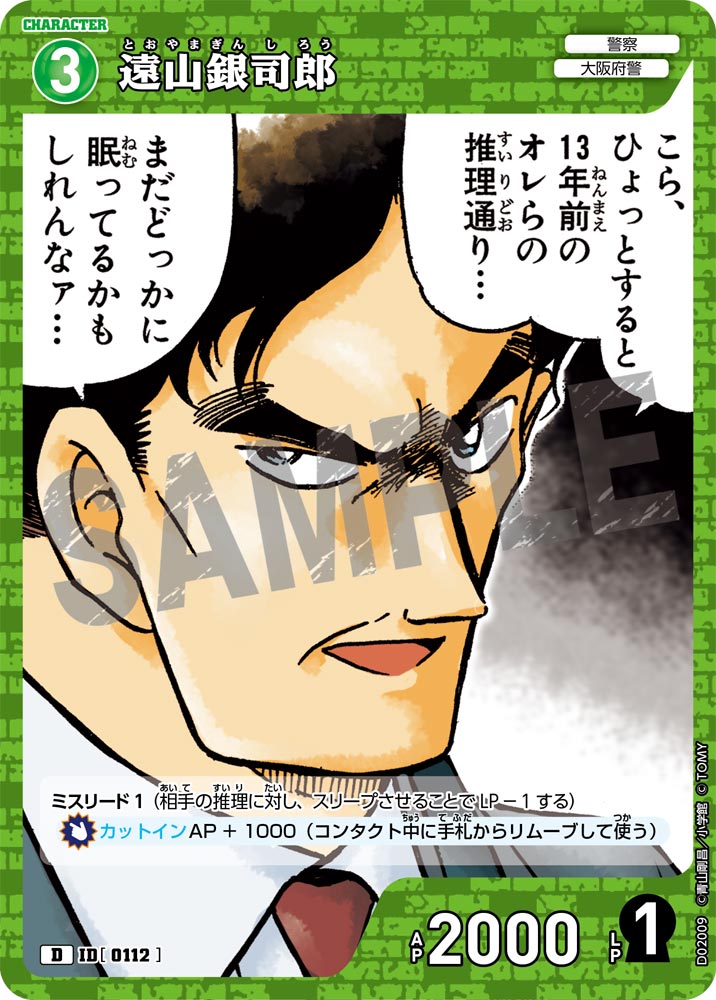 CHARACTER
3
とおやまぎんしろう
遠山銀司郎
警察
大阪府警
こら、
ひょっとすると
13年前の
ねんまえ
オレらの
推理通り…
すいりどお
まだどっかに
眠ってるかも
ねむ
しれんなァ…
SAMPLE
あいて すいり たい
ミスリード1（相手の推理に対し、スリープさせることでLP－1する）
ちゅう てふだ つか
カットイン AP＋1000（コンタクト中に手札からリムーブして使う）
D ID[ 0112 ]
AP 2000
LP 1
D02009 ©青山剛昌／小学館 © TOMY